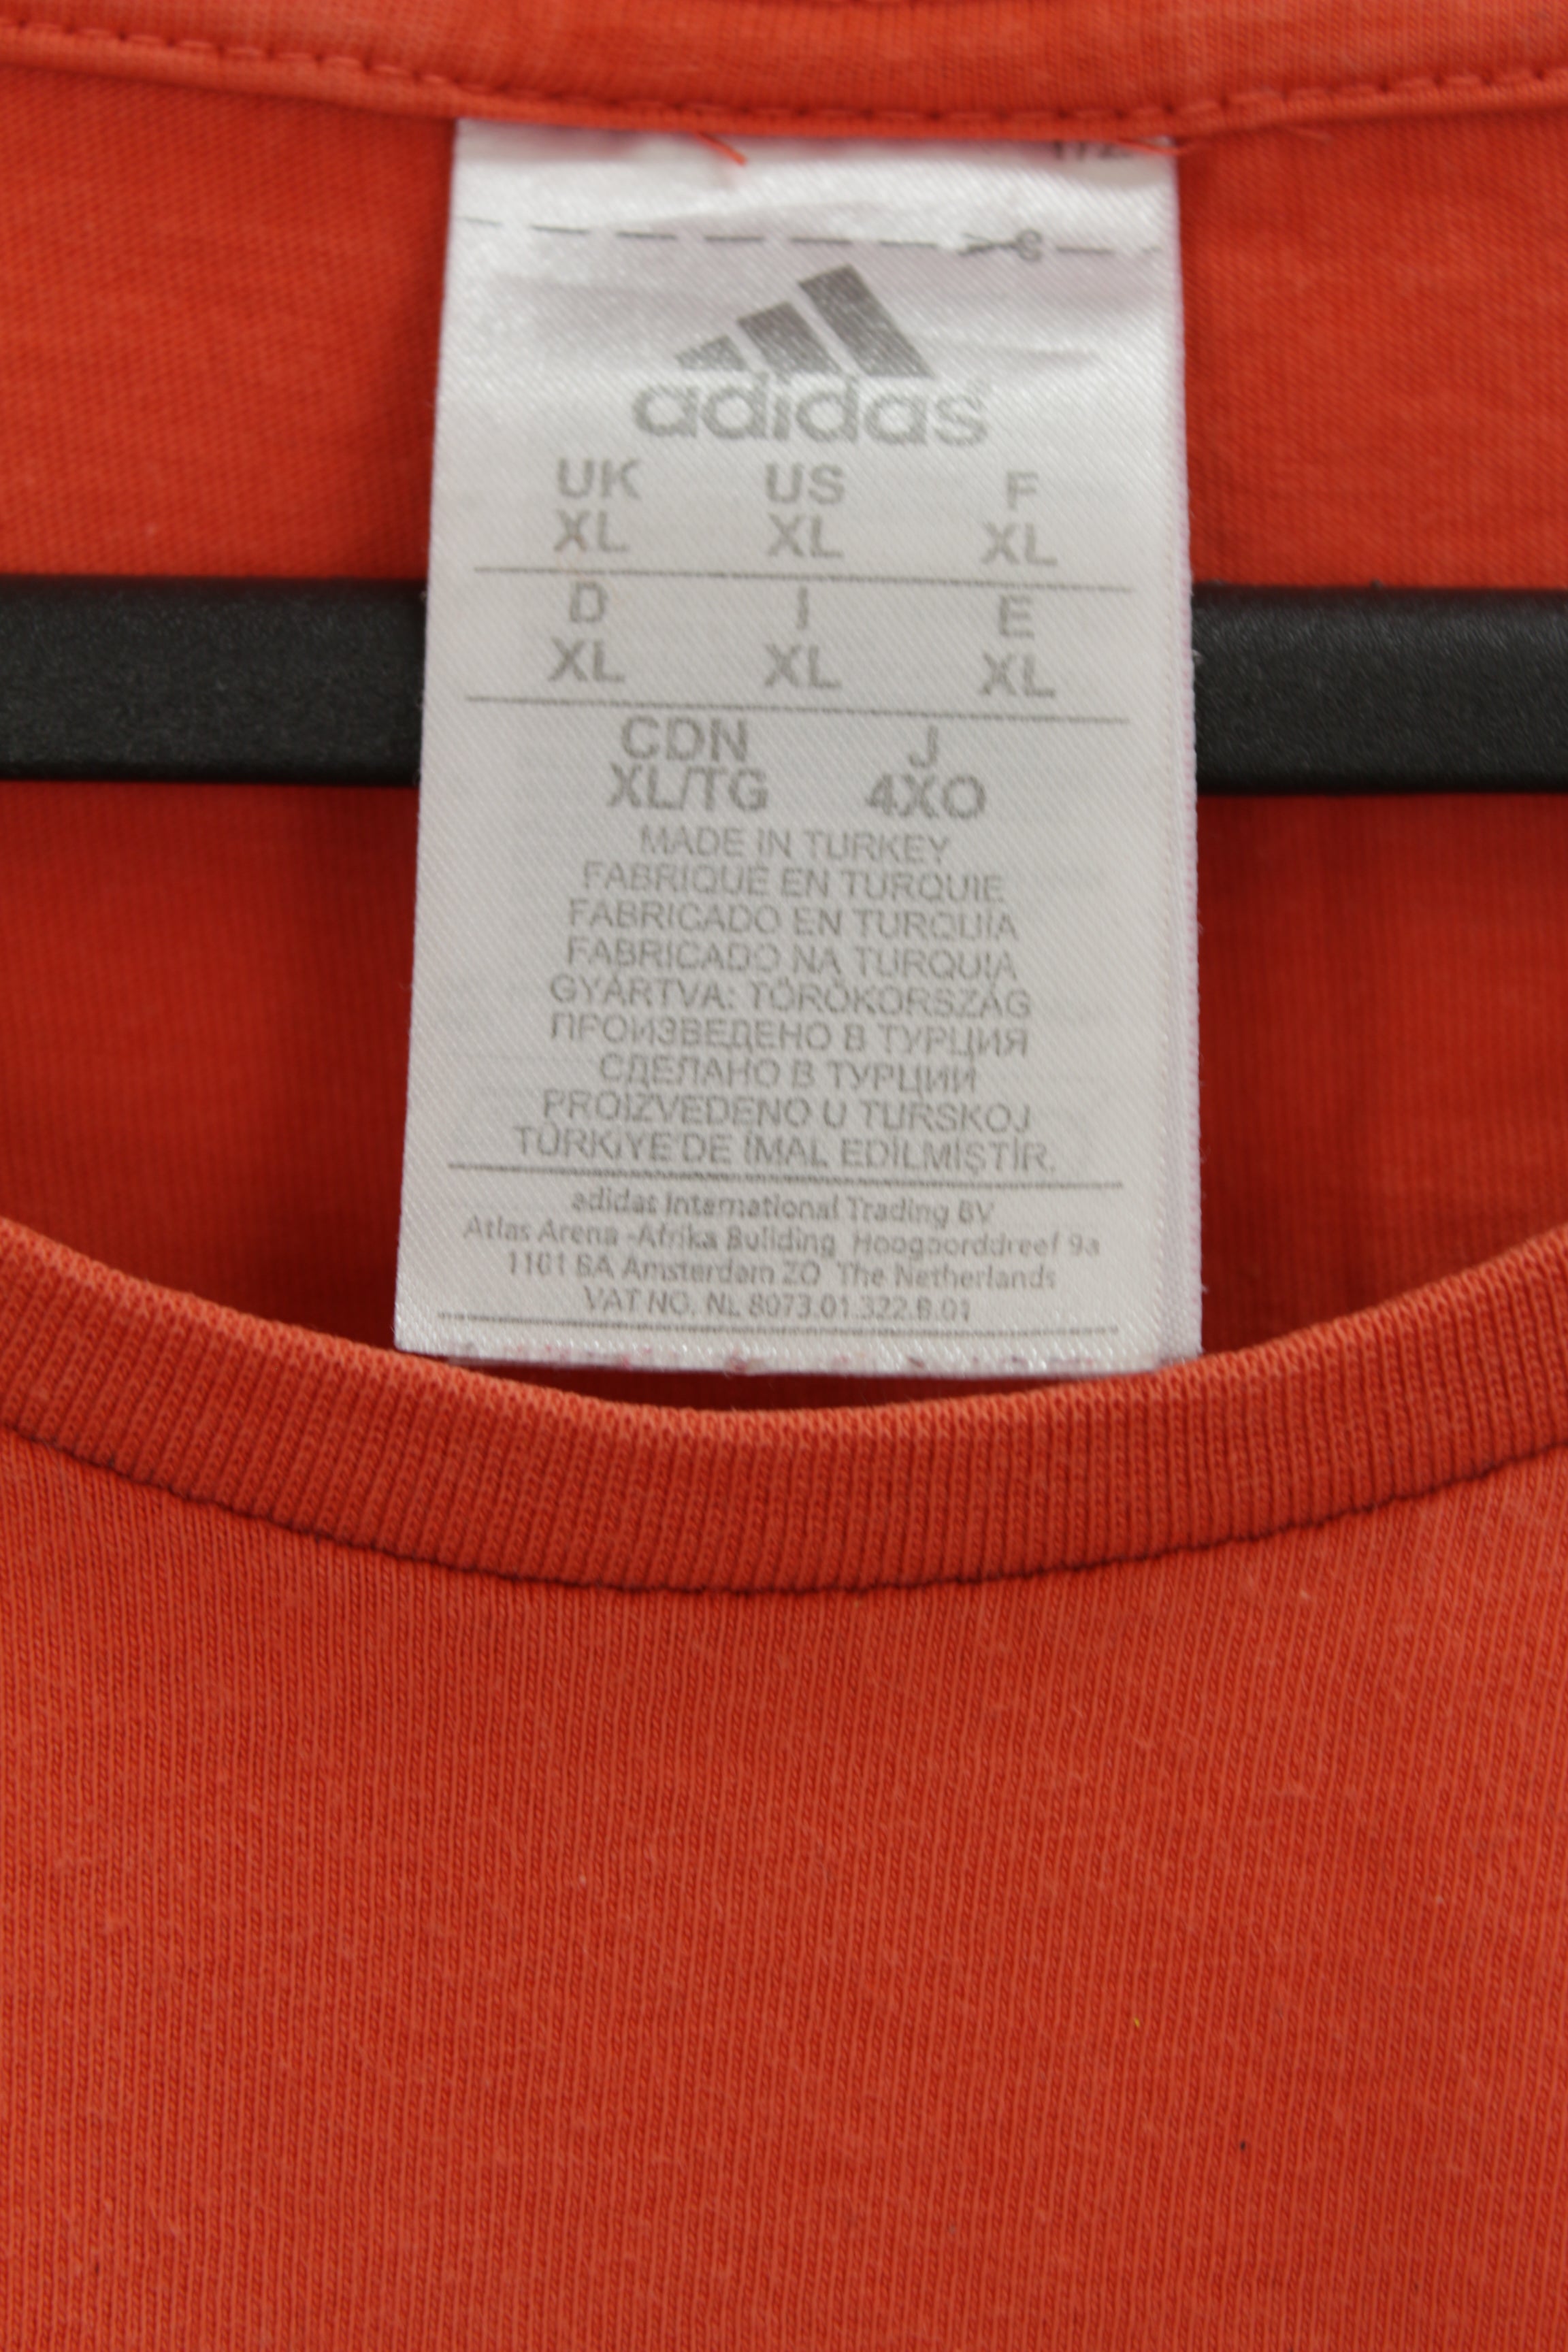 adidas
UK US F
XL XL XL
D I E
XL XL XL
CDN J
XL/TG 4XO
MADE IN TURKEY
FABRIQUÉ EN TURQUIE
FABRICADO EN TURQUÍA
FABRICADO NA TURQUIA
GYÁRTVA: TÖRÖKORSZÁG
ПРОИЗВЕДЕНО В ТУРЦИЯ
СДЕЛАНО В ТУРЦИИ
PROIZVEDENO U TURSKOJ
TÜRKİYE'DE İMAL EDİLMİŞTİR.
adidas International Trading BV
Atlas Arena -Afrika Building Hoogoorddreef 9a
1101 BA Amsterdam ZO The Netherlands
VAT NO. NL 8073.01.322.B.01